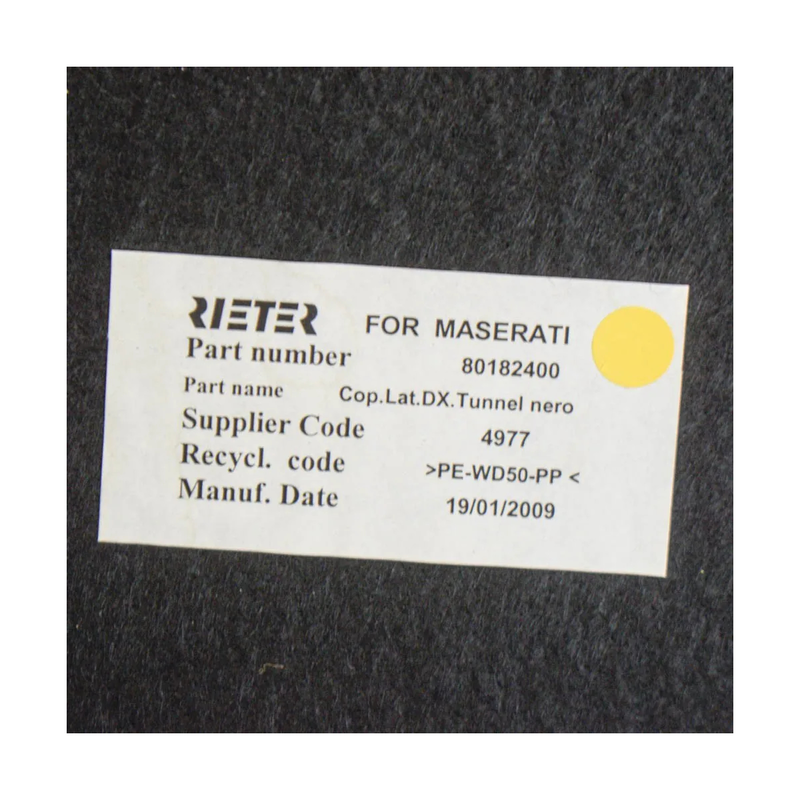 RIETER FOR MASERATI
Part number 80182400
Part name Cop.Lat.DX.Tunnel nero
Supplier Code 4977
Recycl. code >PE-WD50-PP <
Manuf. Date 19/01/2009